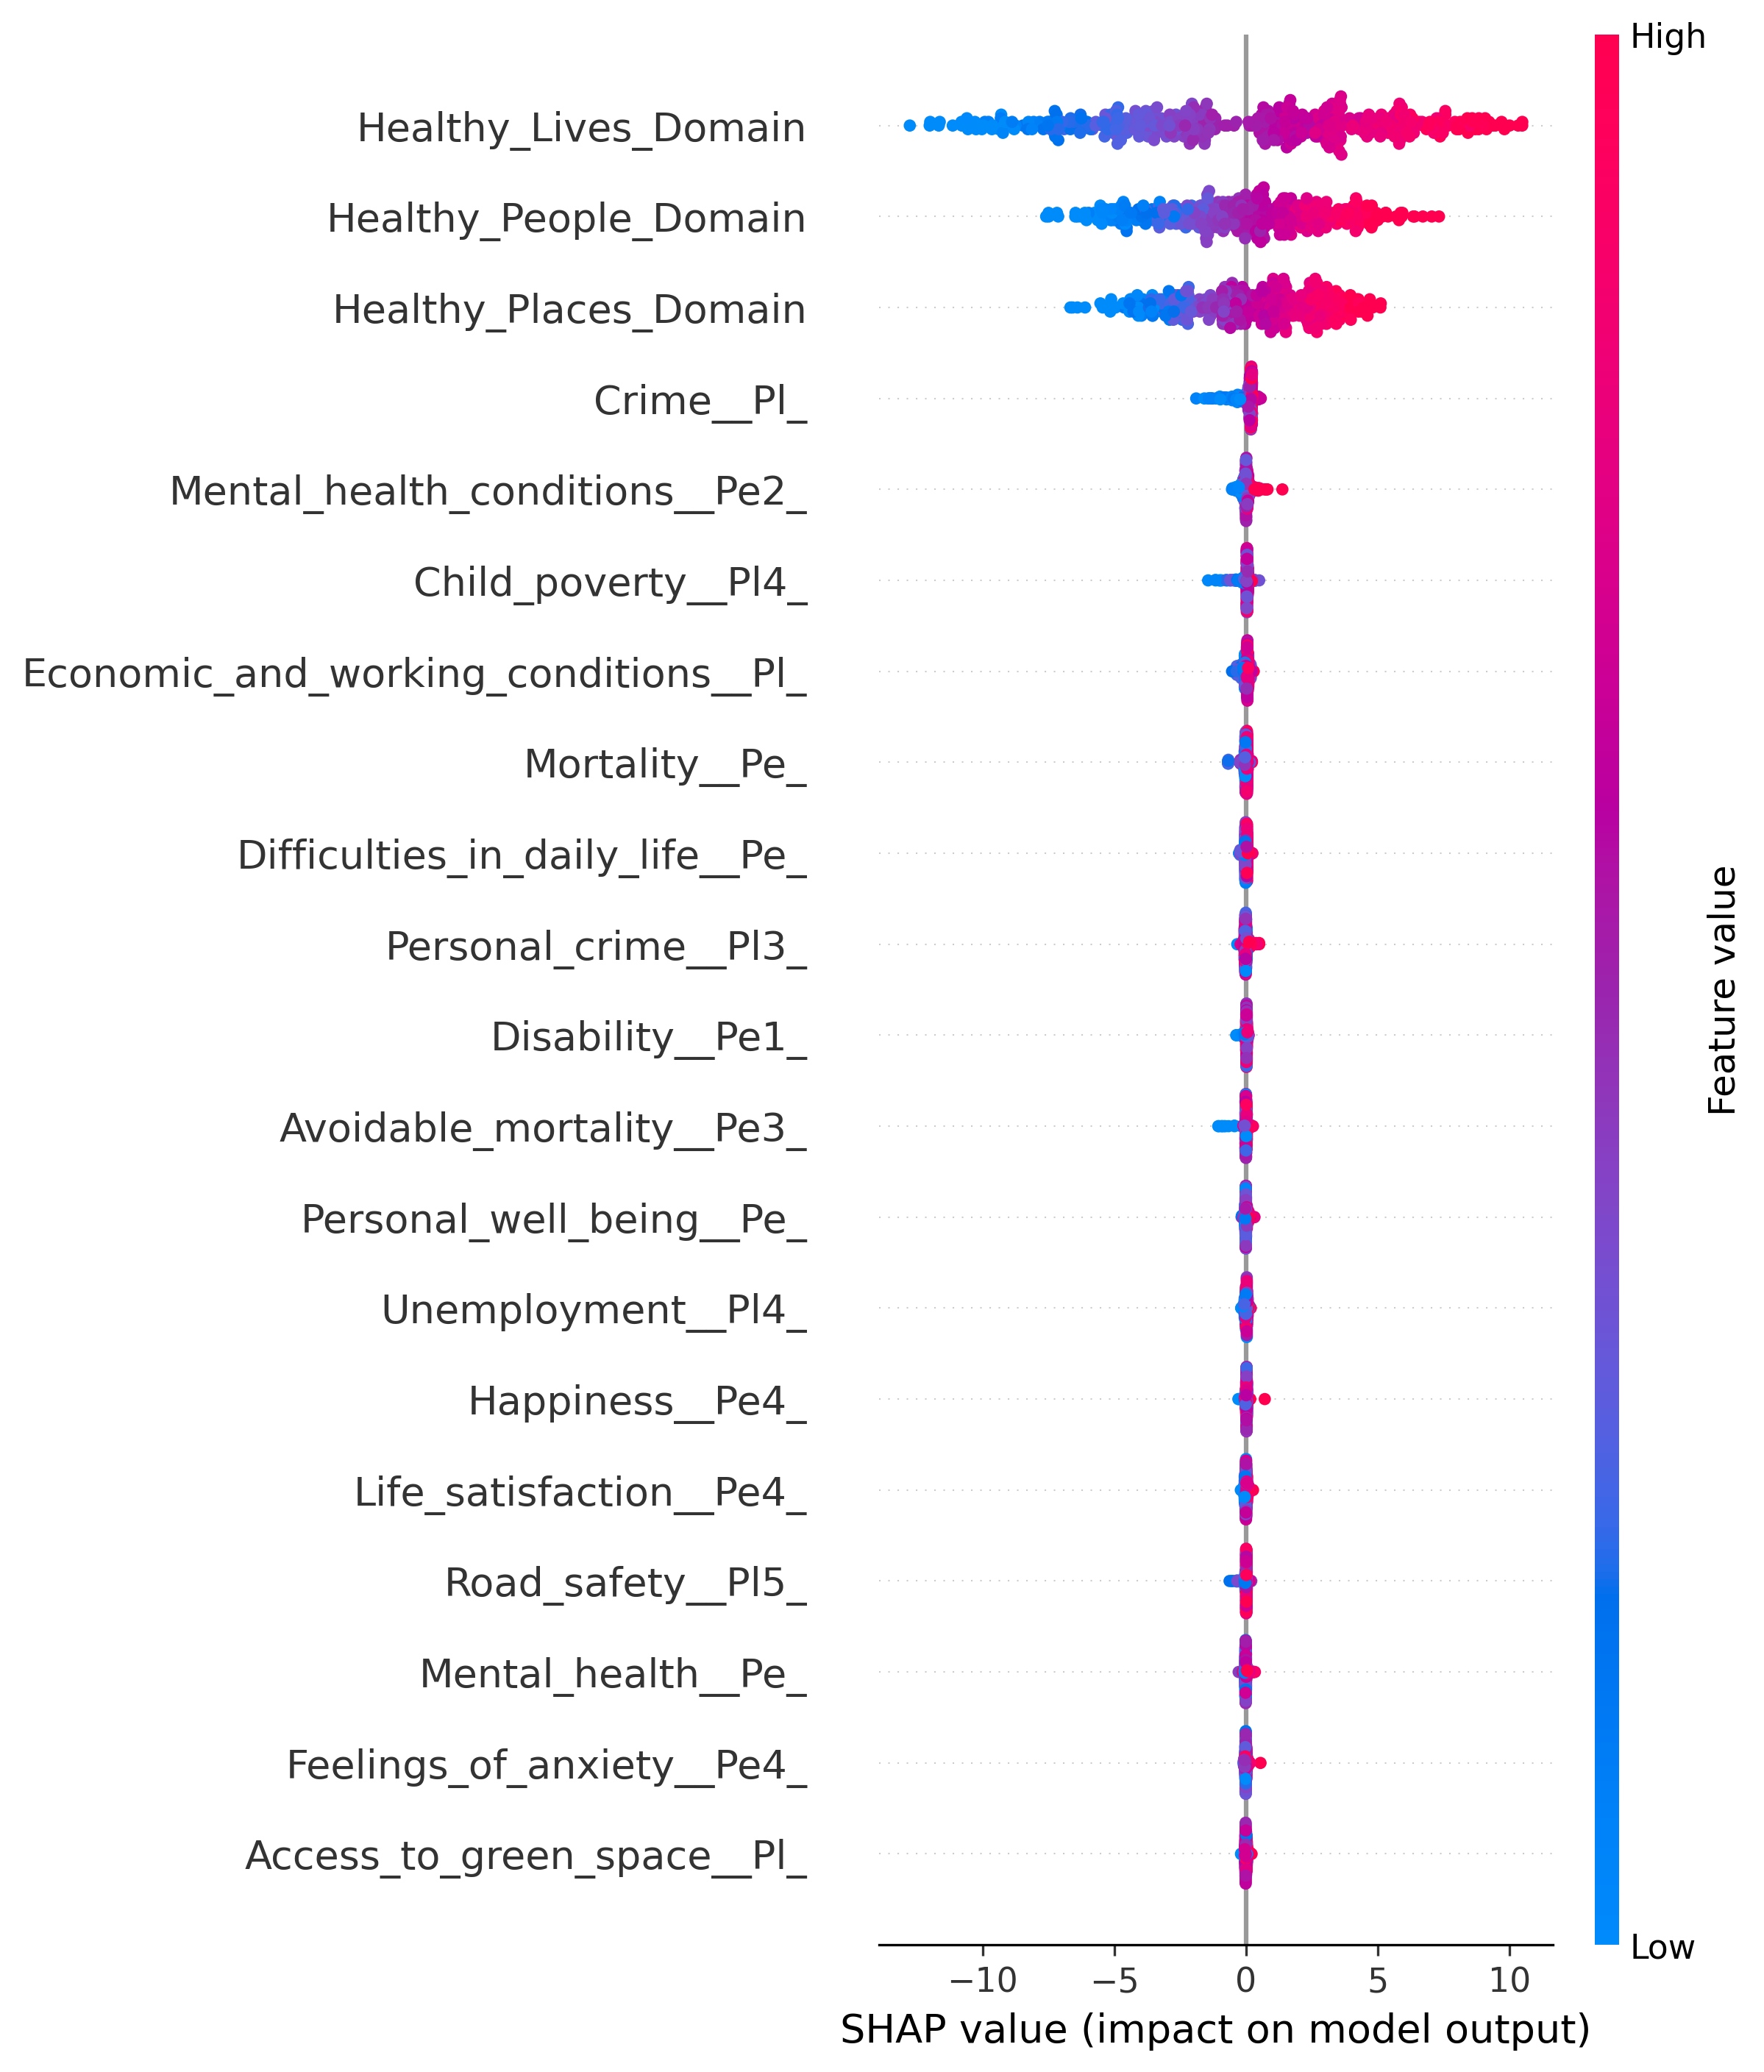 High
Healthy_Lives_Domain
Healthy_People_Domain
Healthy_Places_Domain
Crime__Pl_
Mental_health_conditions__Pe2_
Child_poverty__Pl4_
Economic_and_working_conditions__Pl_
Mortality__Pe_
Difficulties_in_daily_life__Pe_
Personal_crime__Pl3_
Disability__Pe1_
Avoidable_mortality__Pe3_
Personal_well_being__Pe_
Unemployment__Pl4_
Happiness__Pe4_
Life_satisfaction__Pe4_
Road_safety__Pl5_
Mental_health__Pe_
Feelings_of_anxiety__Pe4_
Access_to_green_space__Pl_
Feature value
Low
−10 −5 0 5 10
SHAP value (impact on model output)